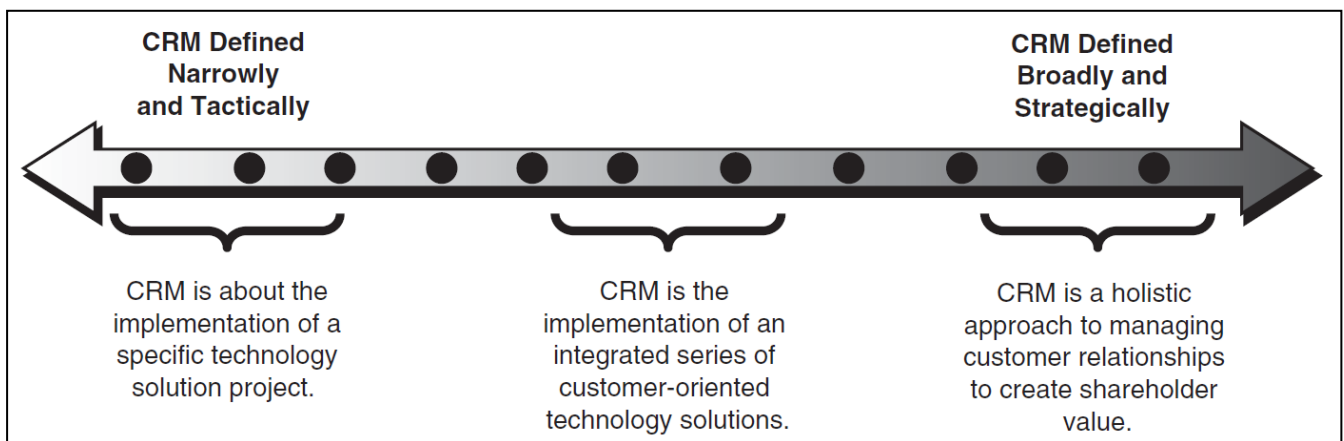 CRM Defined
Narrowly
and Tactically
CRM Defined
Broadly and
Strategically
CRM is about the
implementation of a
specific technology
solution project.
CRM is the
implementation of an
integrated series of
customer-oriented
technology solutions.
CRM is a holistic
approach to managing
customer relationships
to create shareholder
value.